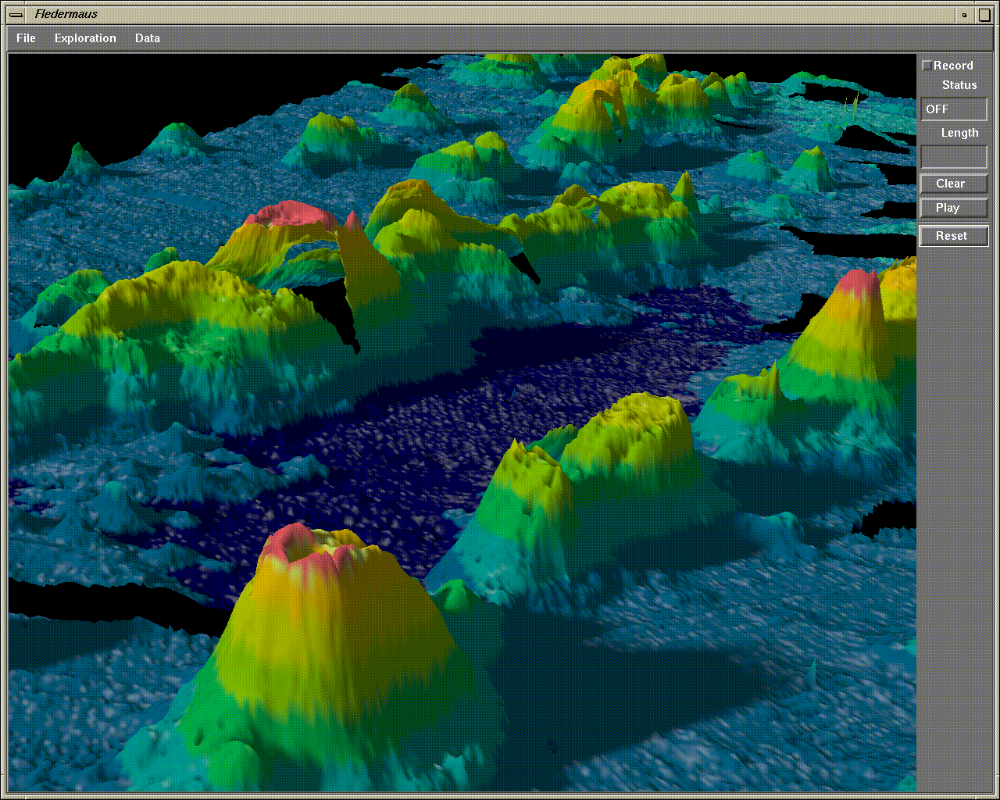 Fledermaus
File Exploration Data
Record
Status
OFF
Length
Clear
Play
Reset